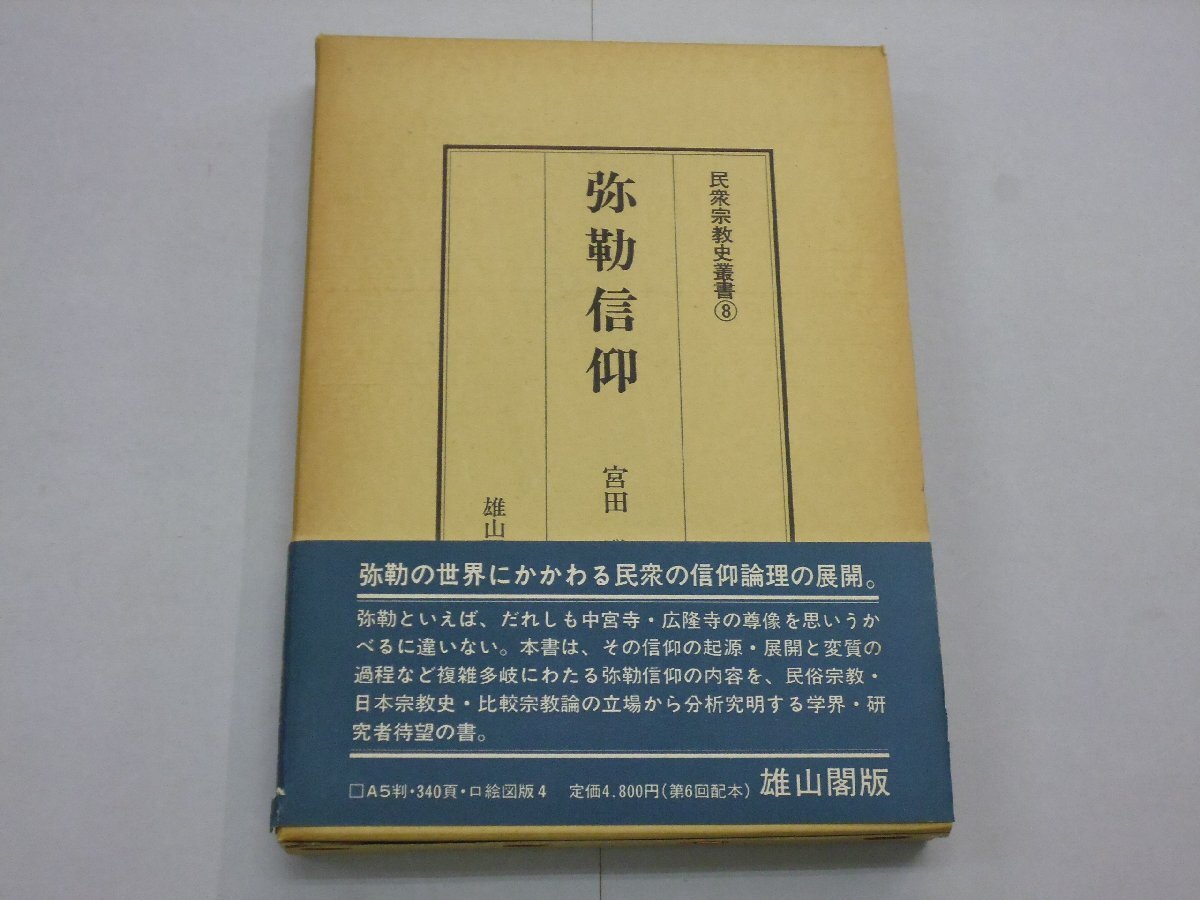 民衆宗教史叢書⑧
弥勒信仰
宮田
雄山
弥勒の世界にかかわる民衆の信仰論理の展開。
弥勒といえば、だれしも中宮寺・広隆寺の尊像を思いうか
べるに違いない。本書は、その信仰の起源・展開と変質の
過程など複雑多岐にわたる弥勒信仰の内容を、民俗宗教・
日本宗教史・比較宗教論の立場から分析究明する学界・研
究者待望の書。
□A5判・340頁・口絵図版4 定価4.800円(第6回配本) 雄山閣版